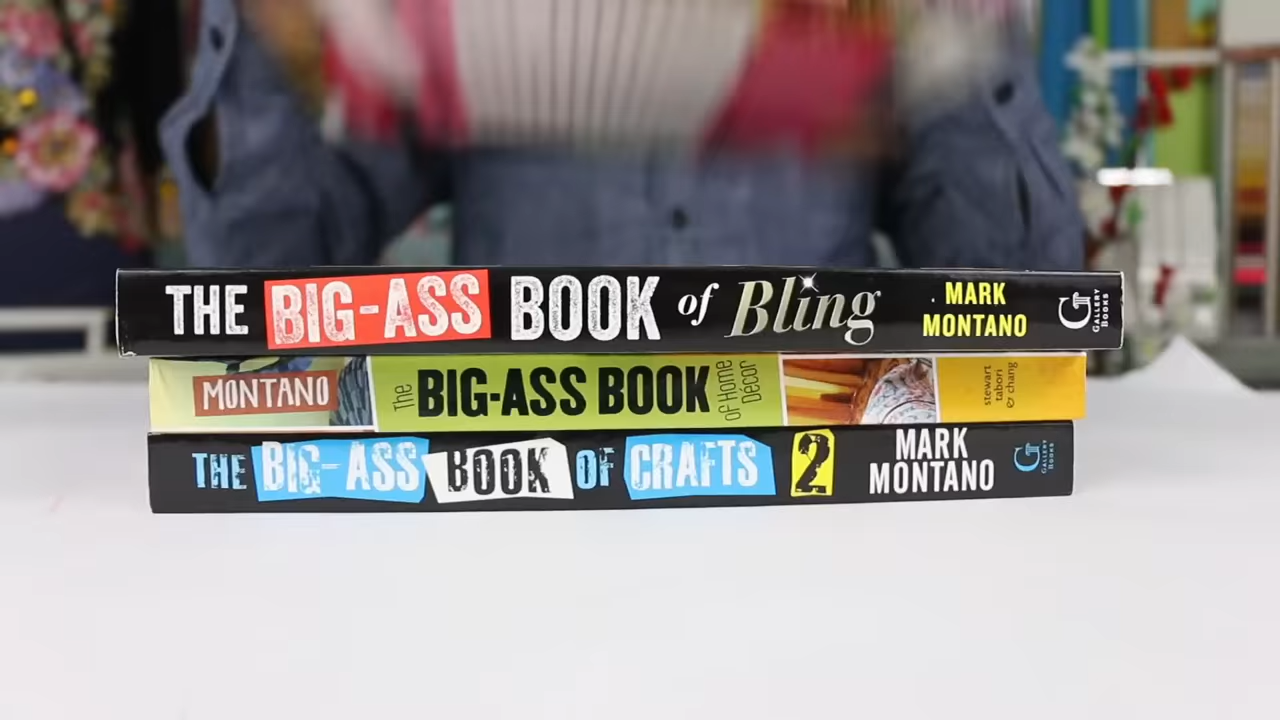 THE BIG-ASS BOOK of Bling MARK MONTANO G GALLERY BOOKS
MONTANO The BIG-ASS BOOK of Home Décor stewart tabori & chang
THE BIG-ASS BOOK OF CRAFTS 2 MARK MONTANO G GALLERY BOOKS